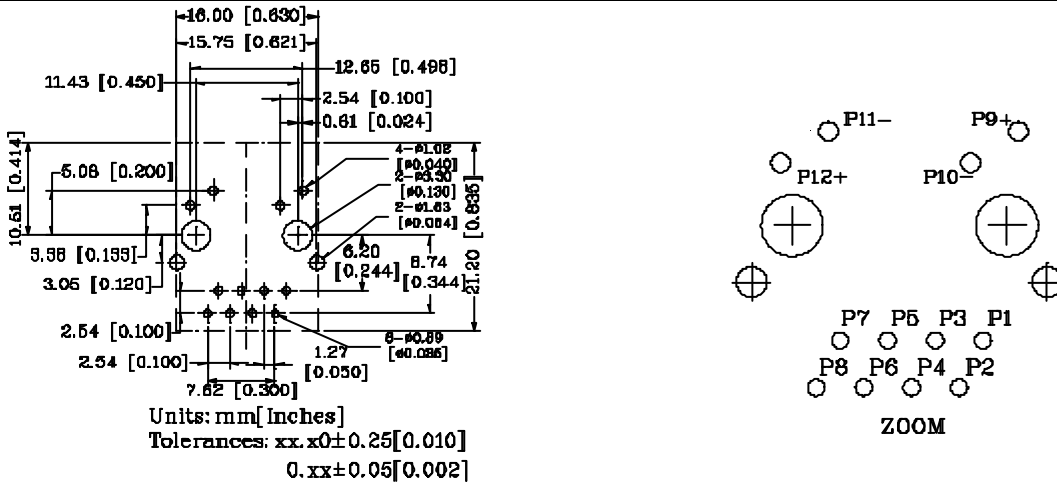 16.00 [0.630]
15.75 [0.621]
12.65 [0.498]
11.43 [0.450]
2.54 [0.100]
0.61 [0.024]
10.51 [0.414]
5.08 [0.200]
4-ø1.02
[ø0.040]
2-ø3.30
[ø0.130]
2-ø1.63
[ø0.064]
21.20 [0.835]
3.05 [0.120]
6.20
[0.244]
8.74
[0.344]
2.54 [0.100]
2.54 [0.100]
1.27
[0.050]
8-ø0.89
[ø0.035]
7.62 [0.300]
Units: mm[Inches]
Tolerances: xx.x0±0.25[0.010]
0.xx±0.05[0.002]
P11- P9+
P12+ P10-
P7 P5 P3 P1
P8 P6 P4 P2
ZOOM